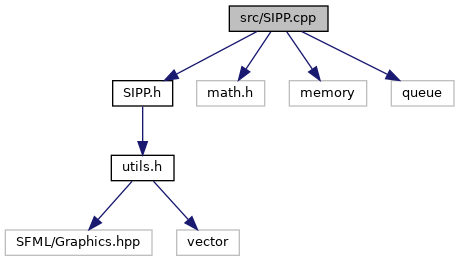 src/SIPP.cpp
SIPP.h
math.h
memory
queue
utils.h
SFML/Graphics.hpp
vector